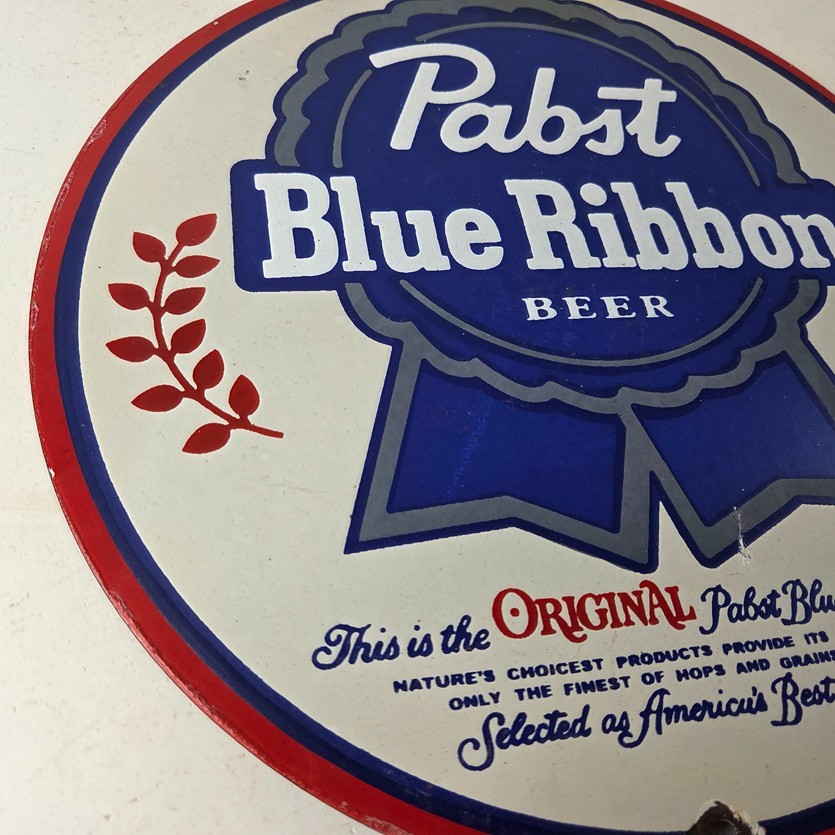 Pabst
Blue Ribbon
BEER
This is the ORIGINAL Pabst Blu
NATURE'S CHOICEST PRODUCTS PROVIDE ITS
ONLY THE FINEST OF HOPS AND GRAINS
Selected as America's Best